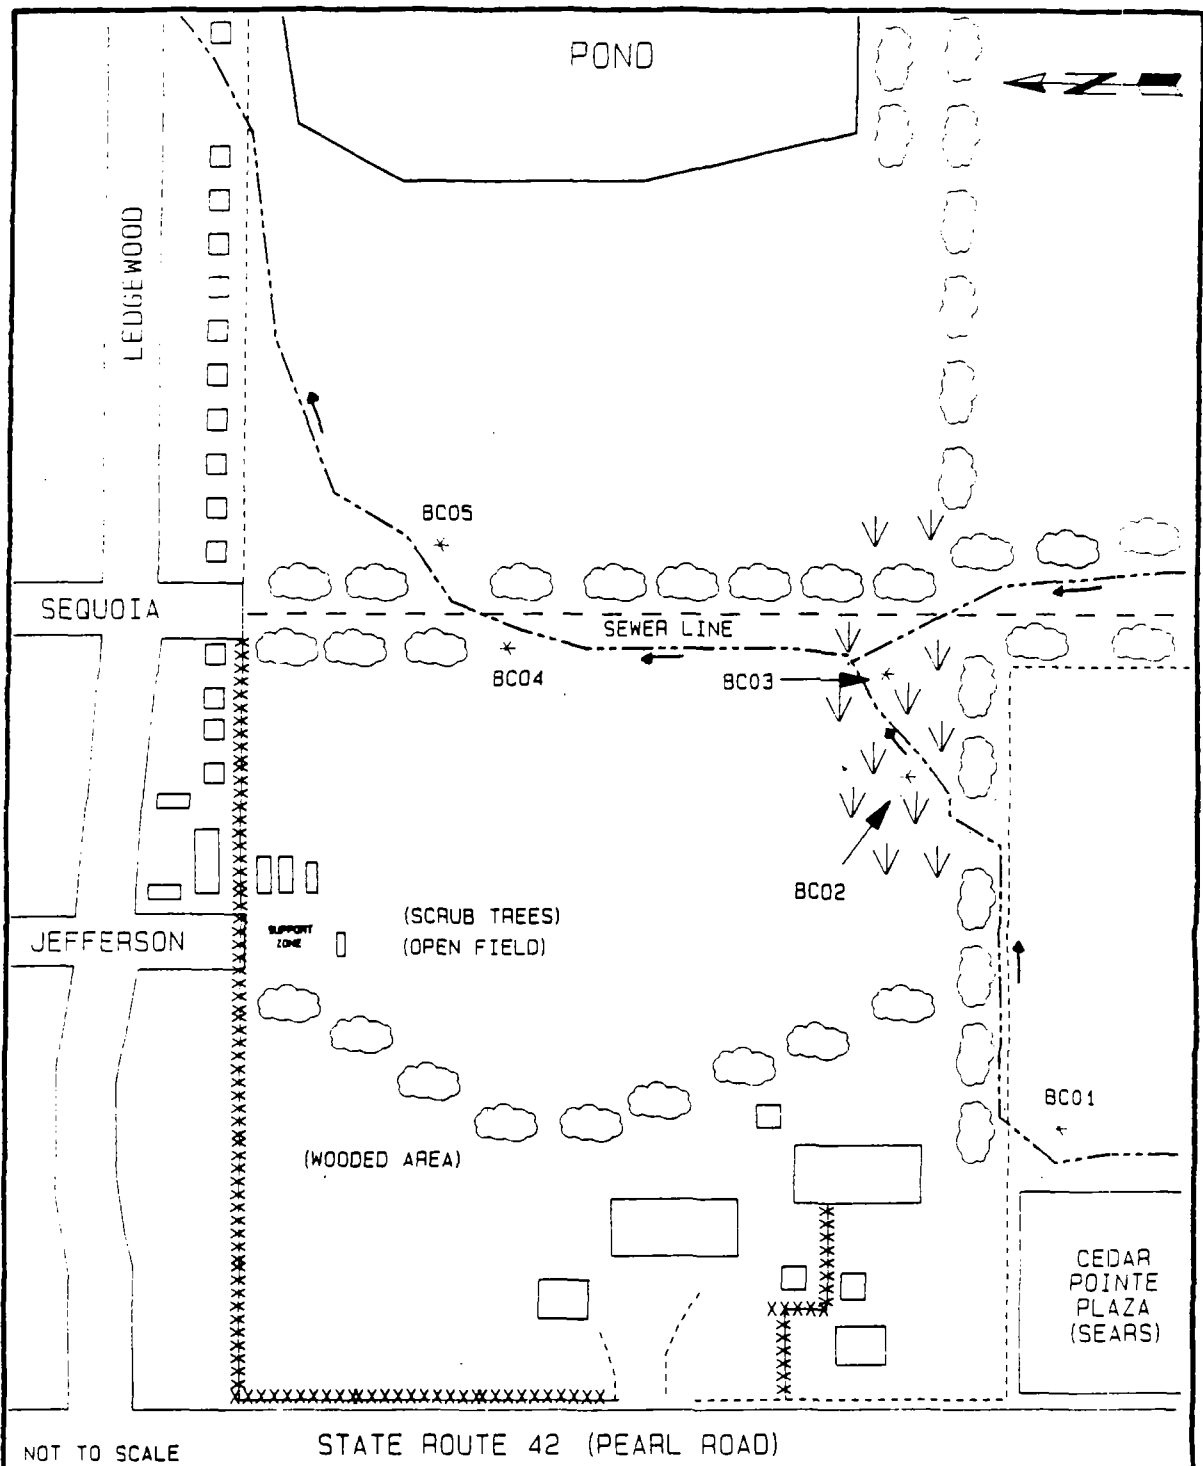 POND
N
LEDGEWOOD
BC05
SEQUOIA
SEWER LINE
BC04
BC03
BC02
SUPPORT
ZONE
(SCRUB TREES)
(OPEN FIELD)
JEFFERSON
BC01
(WOODED AREA)
CEDAR
POINTE
PLAZA
(SEARS)
NOT TO SCALE
STATE ROUTE 42 (PEARL ROAD)